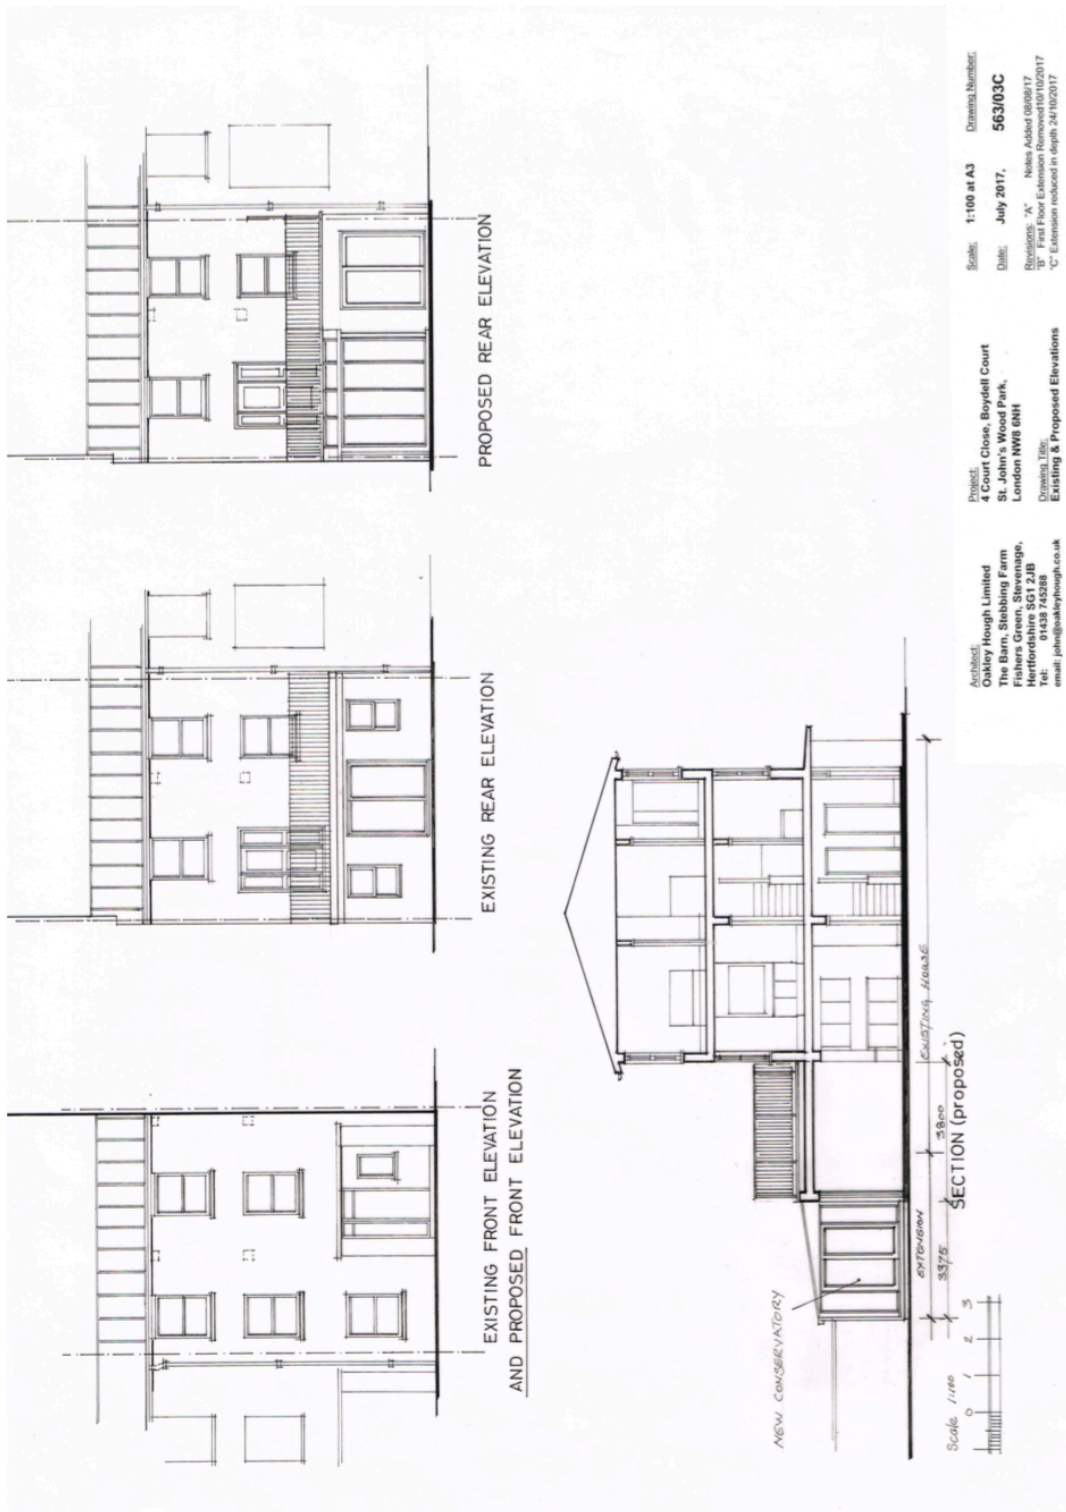 EXISTING FRONT ELEVATION
AND PROPOSED FRONT ELEVATION
EXISTING REAR ELEVATION
PROPOSED REAR ELEVATION
NEW CONSERVATORY
EXTENSION
EXISTING HOUSE
3375
3800
SECTION (proposed)
Scale 1:100
0 1 2 3
Architect:
Oakley Hough Limited
The Barn, Stebbing Farm
Fishers Green, Stevenage,
Hertfordshire SG1 2JB
Tel: 01438 745288
email: john@oakleyhough.co.uk
Project:
4 Court Close, Boydell Court
St. John's Wood Park,
London NW8 6NH
Drawing Title:
Existing & Proposed Elevations
Scale: 1:100 at A3
Drawing Number:
Date: July 2017,
563/03C
Revisions: "A" Notes Added 08/08/17
"B" First Floor Extension Removed10/10/2017
"C" Extension reduced in depth 24/10/2017